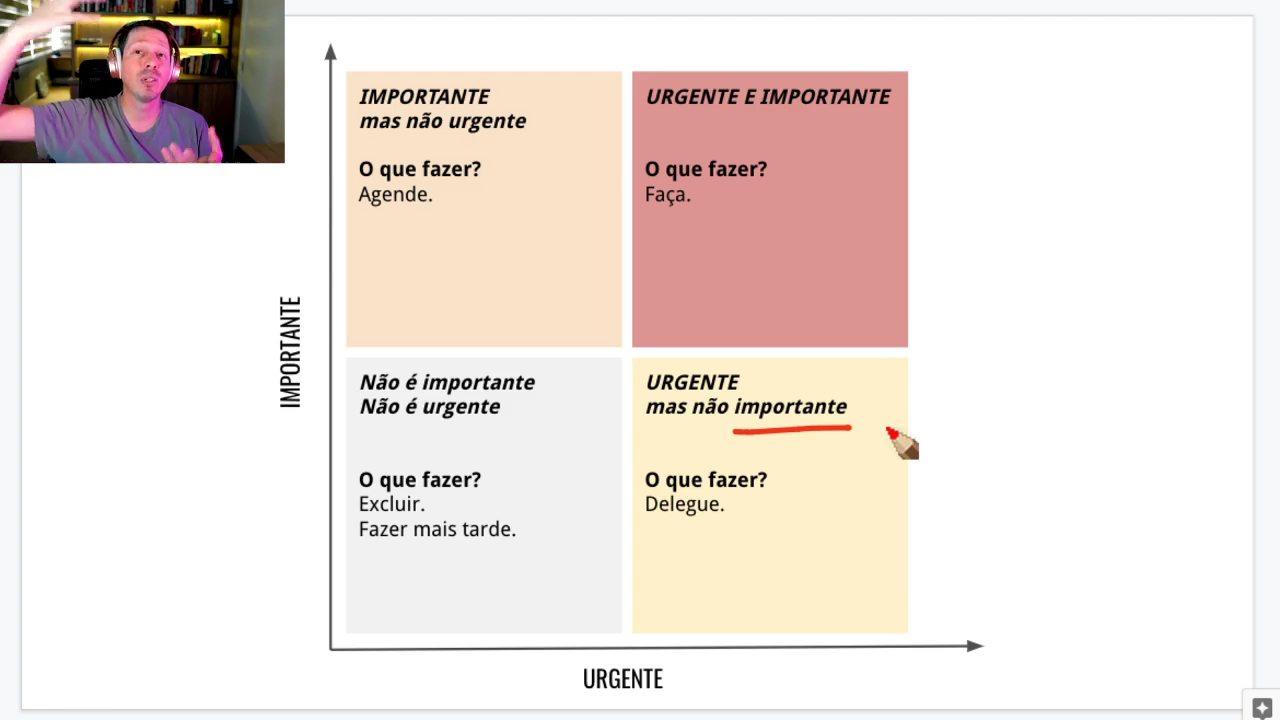 IMPORTANTE
mas não urgente
O que fazer?
Agende.
URGENTE E IMPORTANTE
O que fazer?
Faça.
Não é importante
Não é urgente
O que fazer?
Excluir.
Fazer mais tarde.
URGENTE
mas não importante
O que fazer?
Delegue.
IMPORTANTE
URGENTE